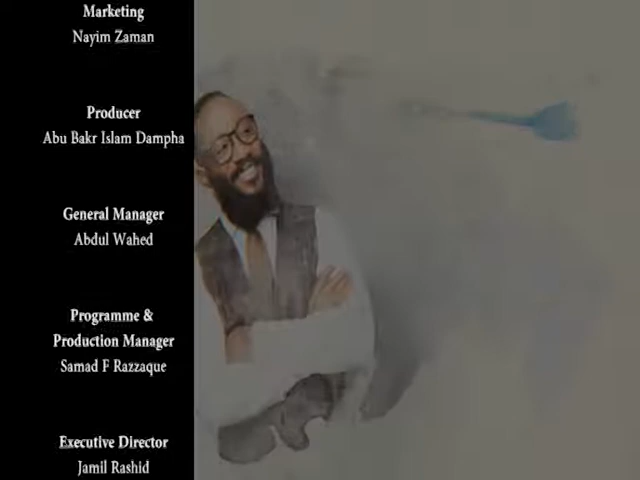 Marketing
Nayim Zaman
Producer
Abu Bakr Islam Dampha
General Manager
Abdul Wahed
Programme &
Production Manager
Samad F Razzaque
Executive Director
Jamil Rashid